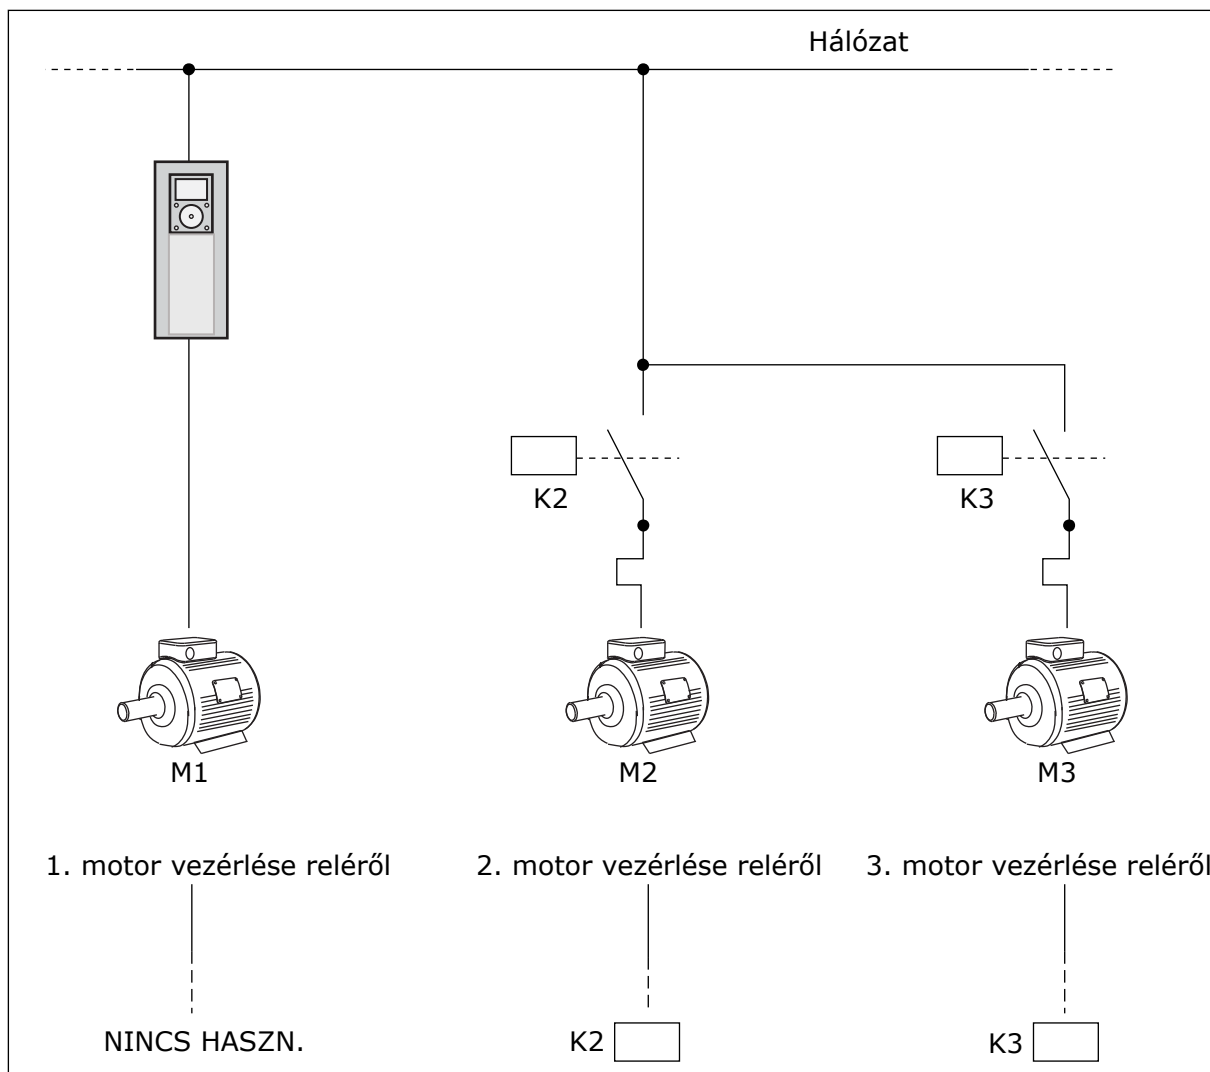 Hálózat
K2
K3
M1
M2
M3
1. motor vezérlése reléről
2. motor vezérlése reléről
3. motor vezérlése reléről
NINCS HASZN.
K2
K3